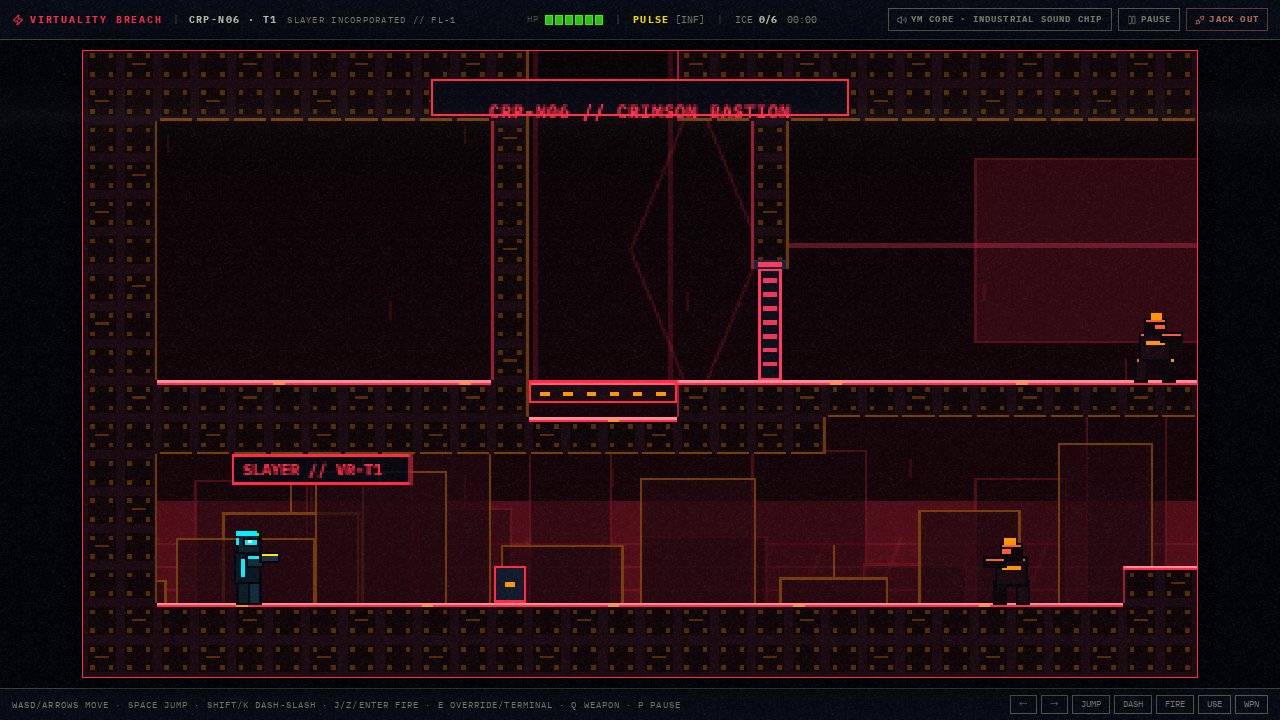 VIRTUALITY BREACH | CRP-N06 · T1 SLAYER INCORPORATED // FL-1 HP | PULSE [INF] | ICE 0/6 00:00 YM CORE · INDUSTRIAL SOUND CHIP PAUSE JACK OUT
CRP-N06 // CRIMSON BASTION
SLAYER // WR-T1
WASD/ARROWS MOVE · SPACE JUMP · SHIFT/K DASH-SLASH · J/Z/ENTER FIRE · E OVERRIDE/TERMINAL · Q WEAPON · P PAUSE ← → JUMP DASH FIRE USE WPN